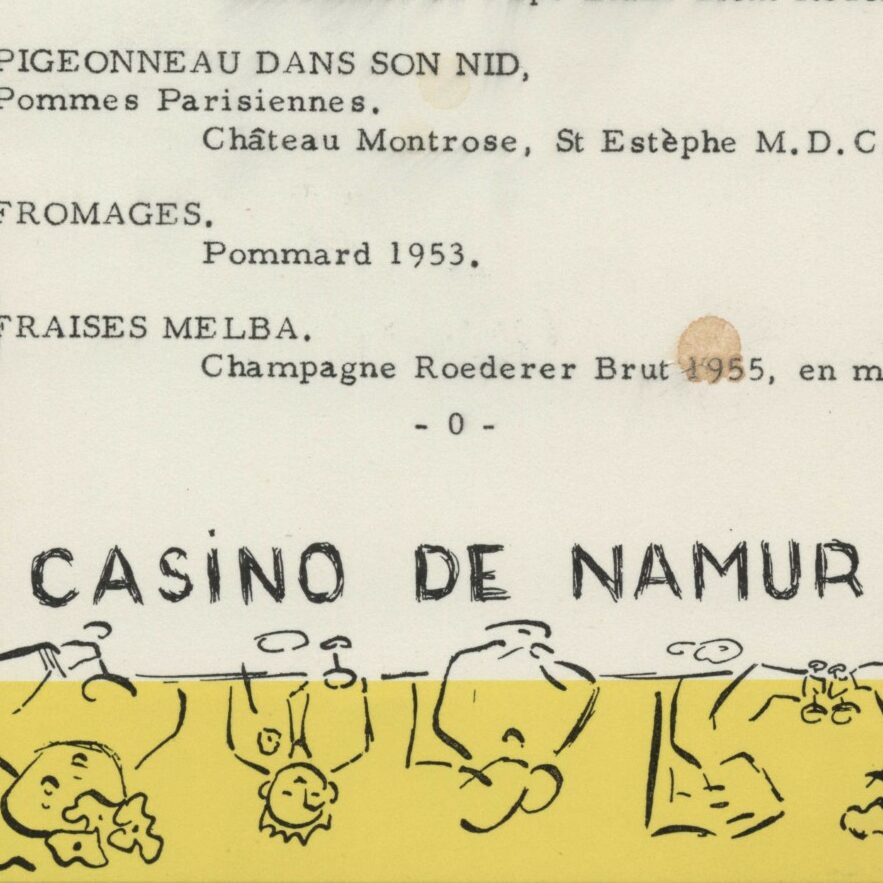 PIGEONNEAU DANS SON NID,
Pommes Parisiennes.
Château Montrose, St Estèphe M.D.C
FROMAGES.
Pommard 1953.
FRAISES MELBA.
Champagne Roederer Brut 1955, en m
- 0 -
CASINO DE NAMUR